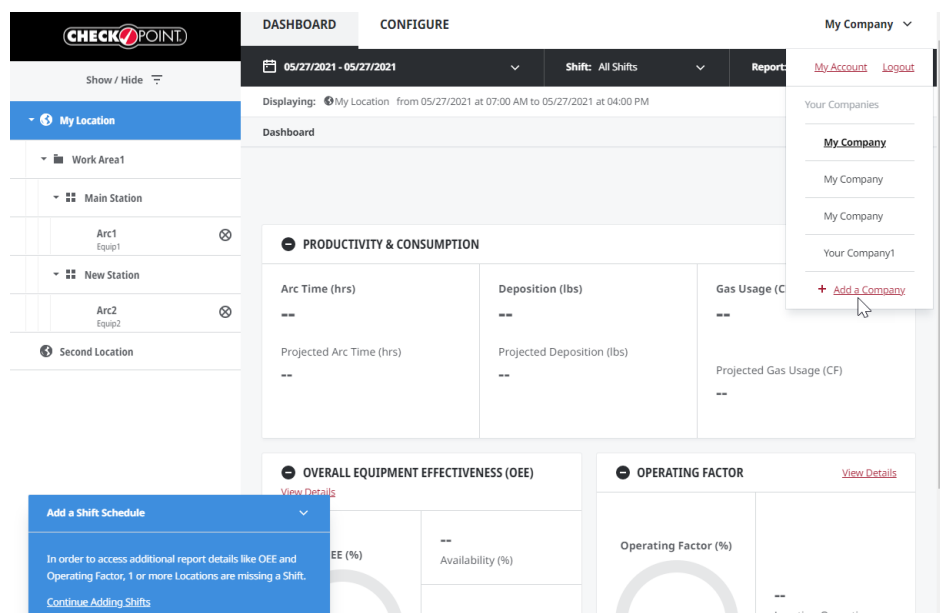 CHECK POINT
DASHBOARD CONFIGURE My Company
Show / Hide
05/27/2021 - 05/27/2021 Shift: All Shifts Report:
My Account Logout
Displaying: My Location from 05/27/2021 at 07:00 AM to 05/27/2021 at 04:00 PM
Your Companies
My Location
Dashboard
My Company
Work Area1
My Company
Main Station
My Company
Arc1
Equip1
PRODUCTIVITY & CONSUMPTION
Your Company1
New Station
Arc Time (hrs) Deposition (lbs) Gas Usage (C
+ Add a Company
-- -- --
Arc2
Equip2
Second Location
Projected Arc Time (hrs) Projected Deposition (lbs)
Projected Gas Usage (CF)
-- --
--
OVERALL EQUIPMENT EFFECTIVENESS (OEE)
View Details
OPERATING FACTOR View Details
Add a Shift Schedule
In order to access additional report details like OEE and
Operating Factor, 1 or more Locations are missing a Shift.
Continue Adding Shifts
EE (%)
--
Availability (%)
Operating Factor (%)
--